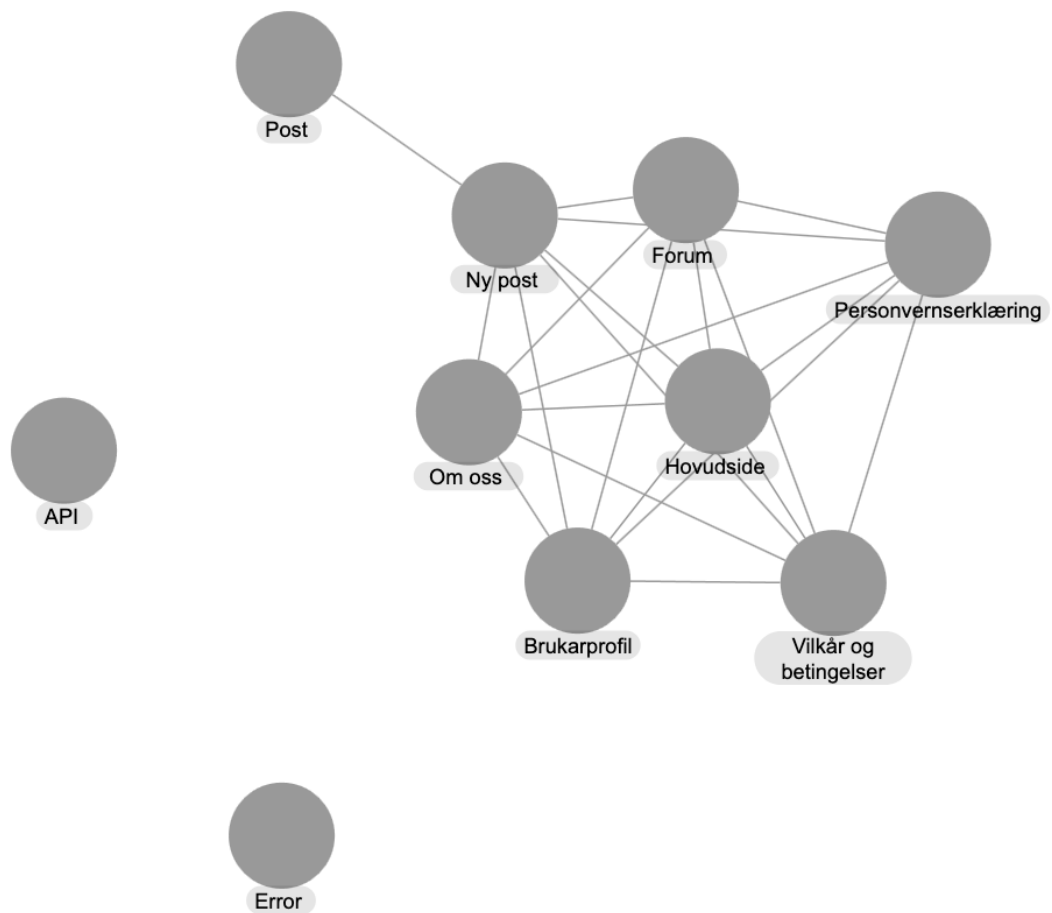 Post
Forum
Ny post
Personvernserklæring
Hovudside
Om oss
API
Brukarprofil
Vilkår og
betingelser
Error